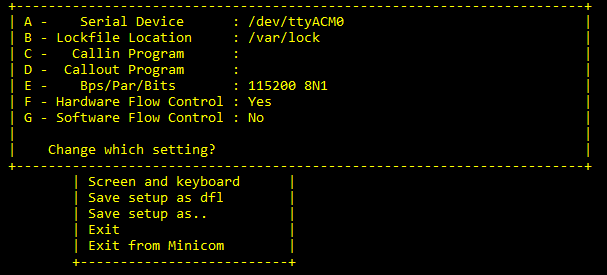 A - Serial Device : /dev/ttyACM0
B - Lockfile Location : /var/lock
C - Callin Program :
D - Callout Program :
E - Bps/Par/Bits : 115200 8N1
F - Hardware Flow Control : Yes
G - Software Flow Control : No
Change which setting?
Screen and keyboard
Save setup as dfl
Save setup as..
Exit
Exit from Minicom